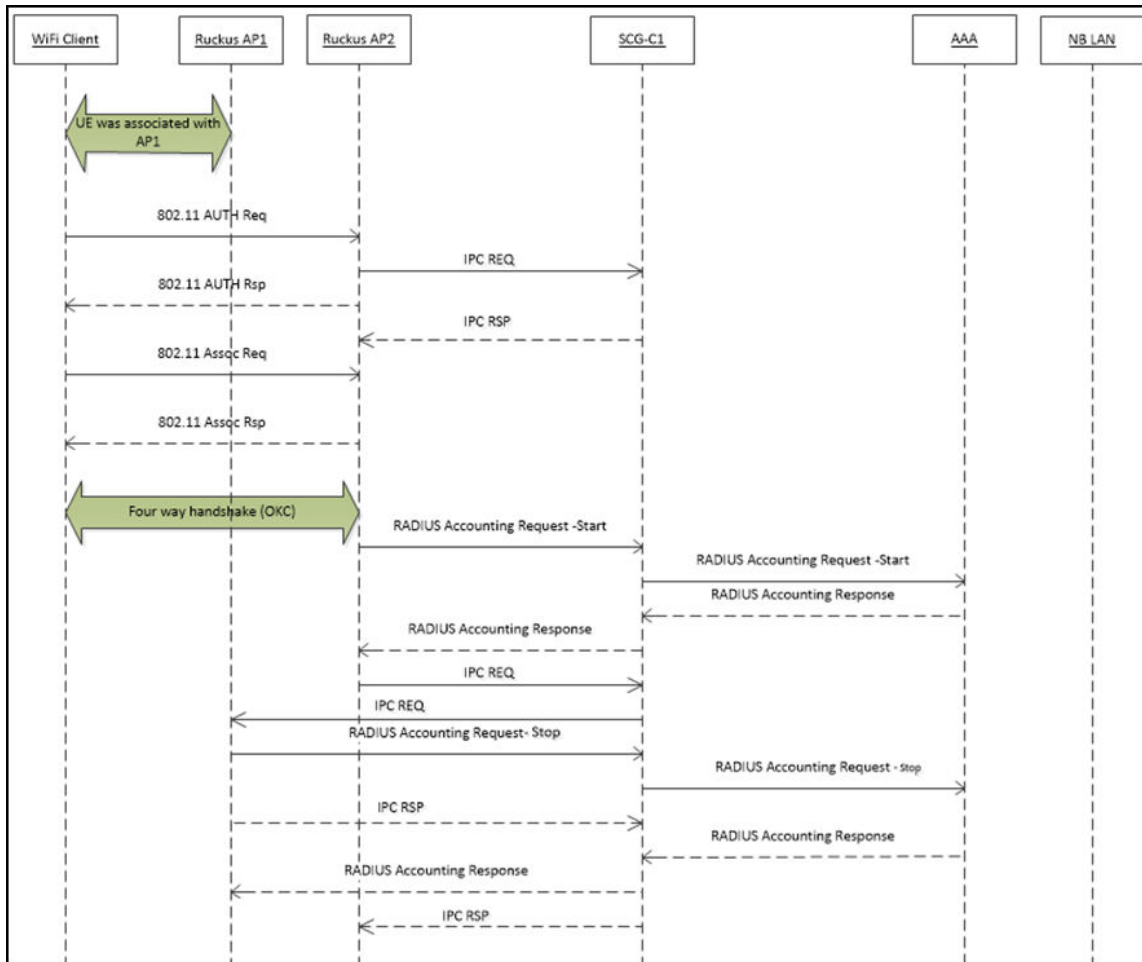 WiFi Client
Ruckus AP1
Ruckus AP2
SCG-C1
AAA
NB LAN
UE was associated with
AP1
802.11 AUTH Req
IPC REQ
802.11 AUTH Rsp
IPC RSP
802.11 Assoc Req
802.11 Assoc Rsp
Four way handshake (OKC)
RADIUS Accounting Request -Start
RADIUS Accounting Request -Start
RADIUS Accounting Response
RADIUS Accounting Response
IPC REQ
IPC REQ
RADIUS Accounting Request- Stop
RADIUS Accounting Request - Stop
IPC RSP
RADIUS Accounting Response
RADIUS Accounting Response
IPC RSP